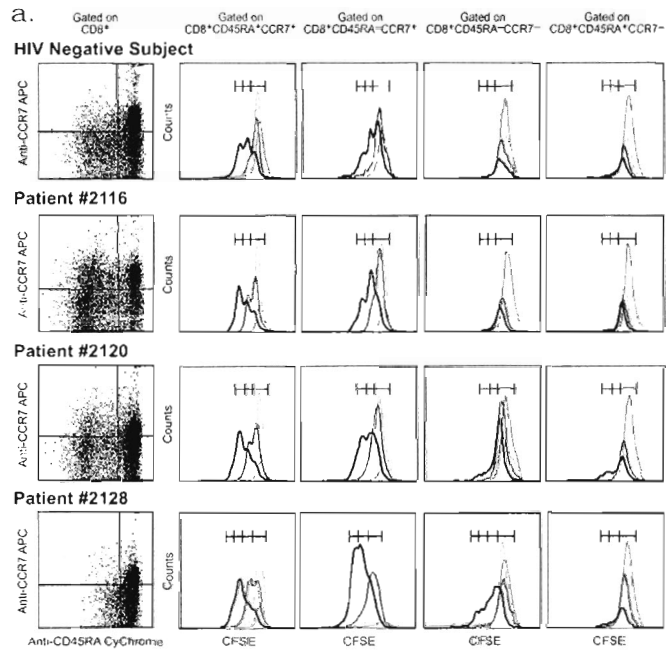 a.
Gated on Gated on Gated on Gated on Gated on
CD8+ CD8+CD45RA+CCR7+ CD8+CD45RA-CCR7+ CD8+CD45RA-CCR7- CD8+CD45RA+CCR7-
HIV Negative Subject
Anti-CCR7 APC
Counts
Patient #2116
Anti-CCR7 APC
Counts
Patient #2120
Anti-CCR7 APC
Counts
Patient #2128
Anti-CCR7 APC
Counts
Anti-CD45RA CyChrome CFSE CFSE CFSE CFSE